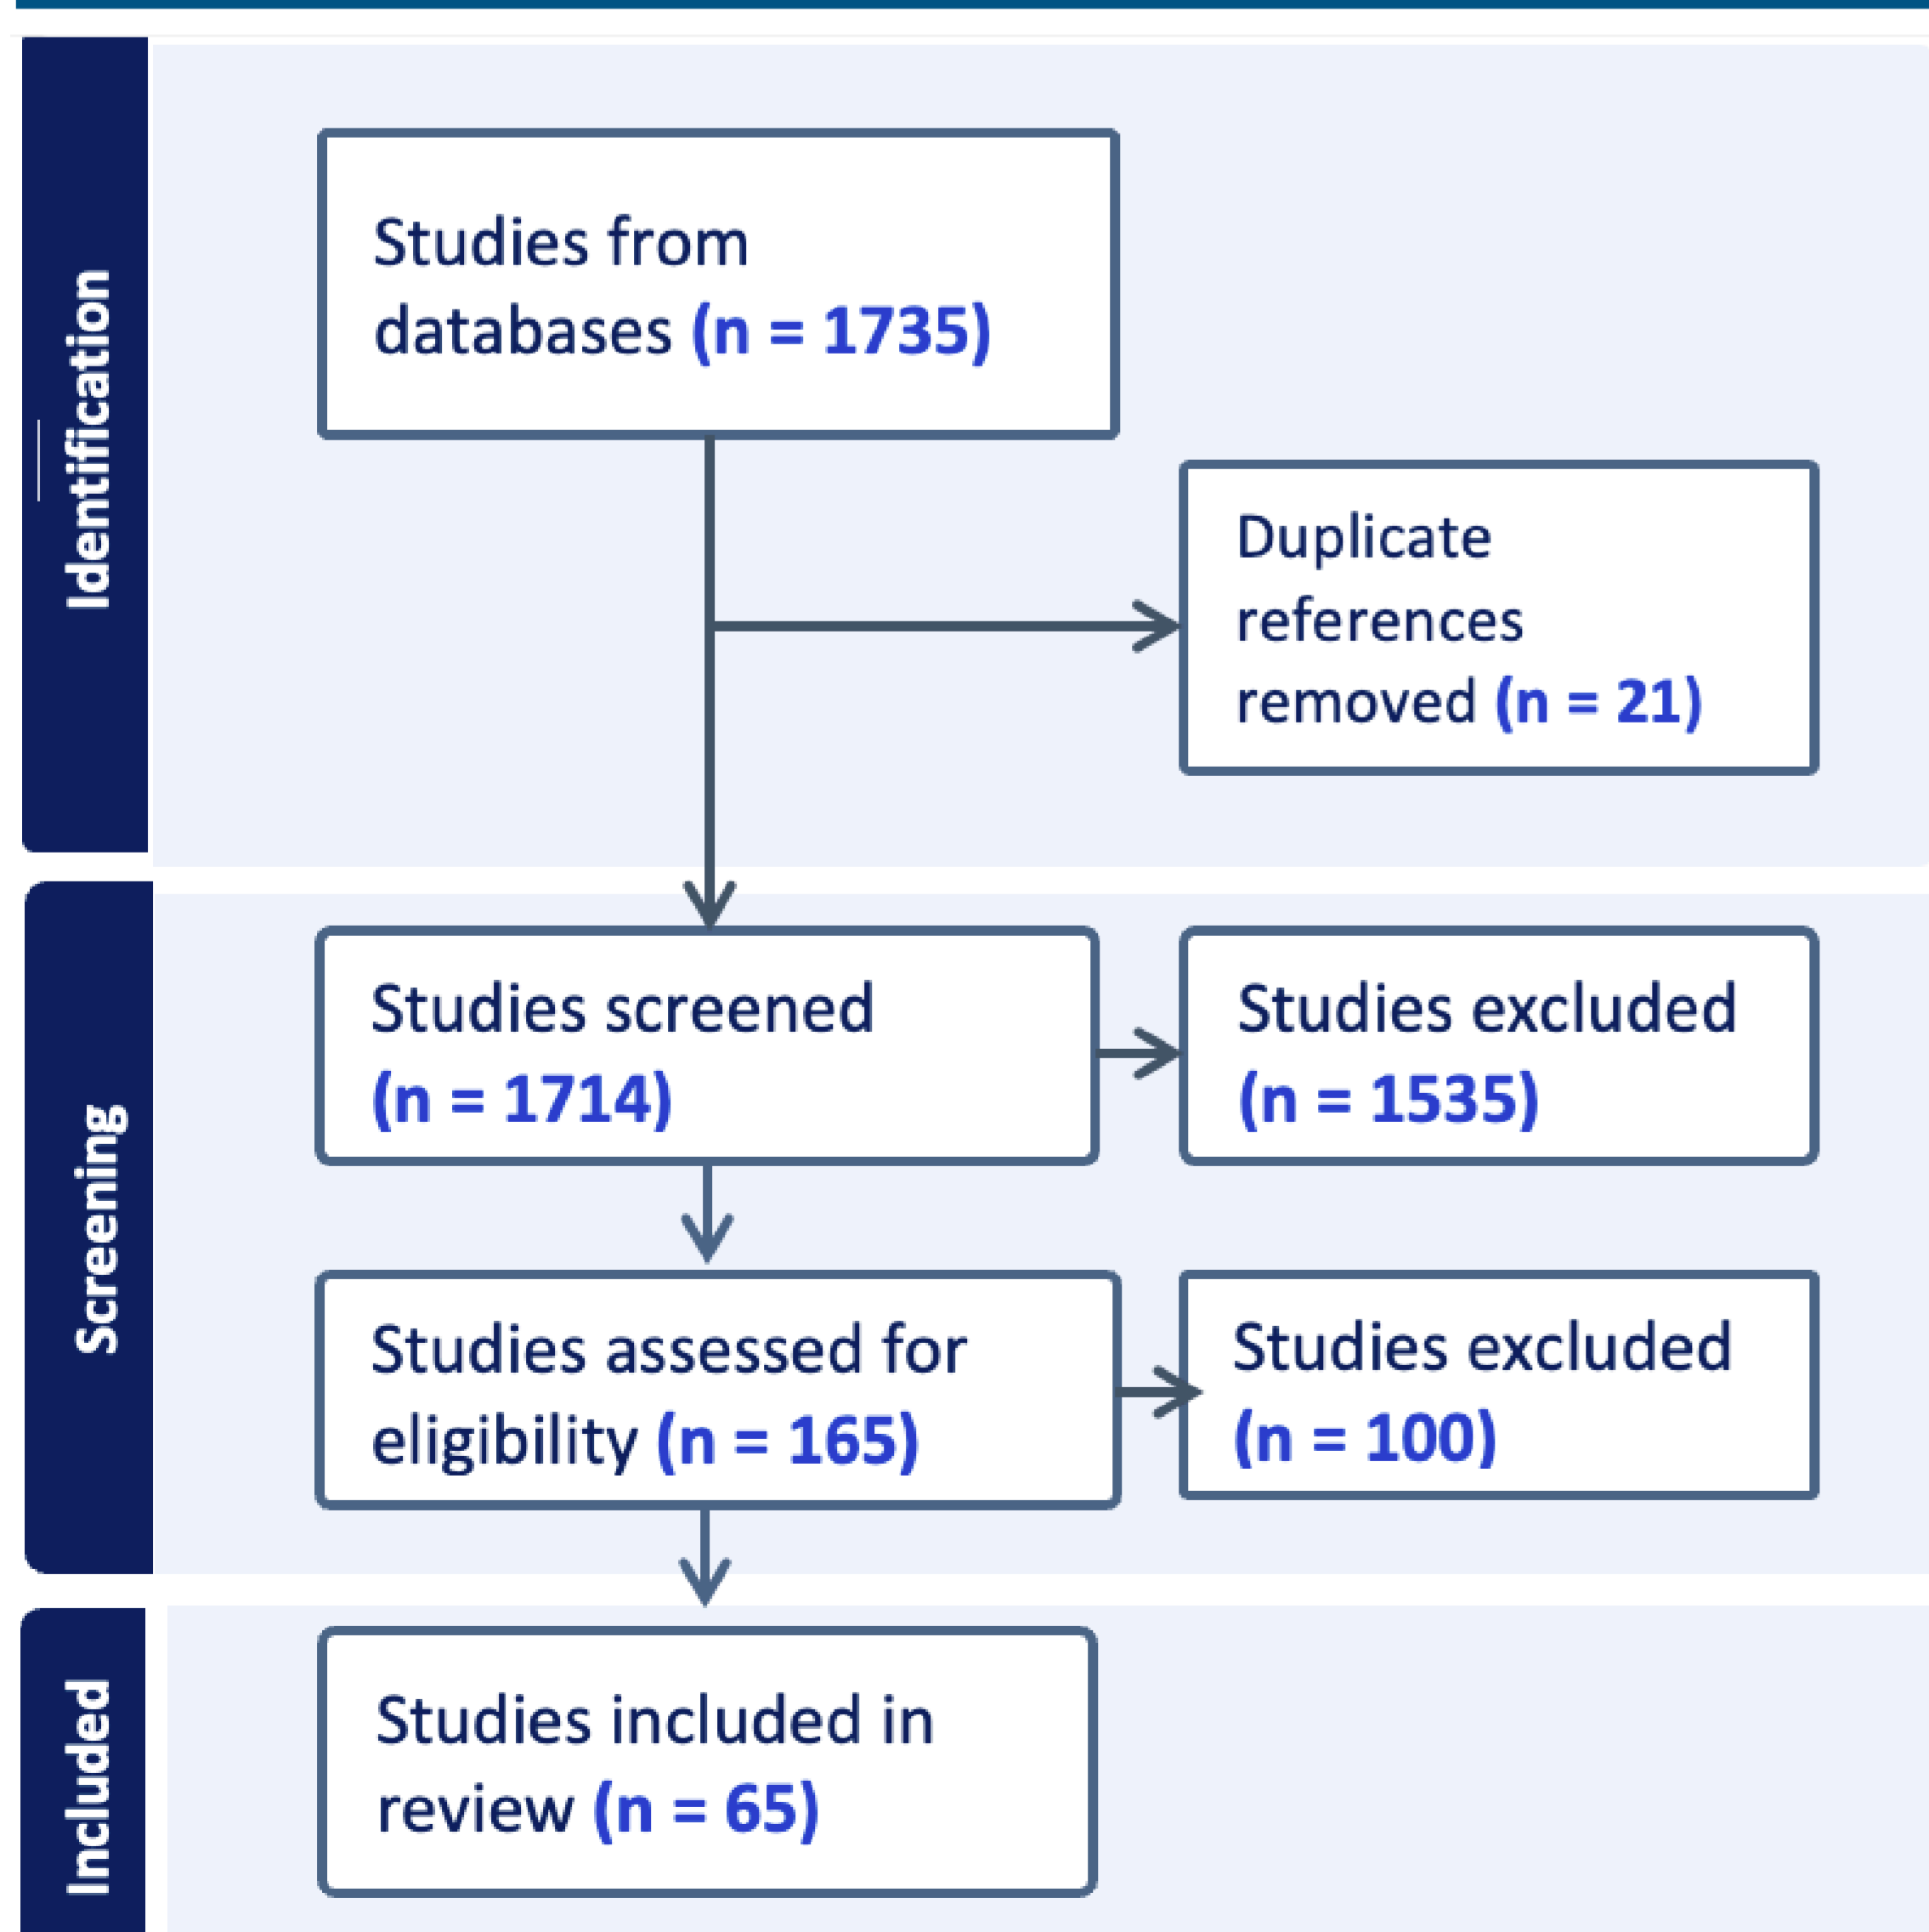 Identification
Studies from
databases (n = 1735)
Duplicate
references
removed (n = 21)
Screening
Studies screened
(n = 1714)
Studies excluded
(n = 1535)
Studies assessed for
eligibility (n = 165)
Studies excluded
(n = 100)
Included
Studies included in
review (n = 65)